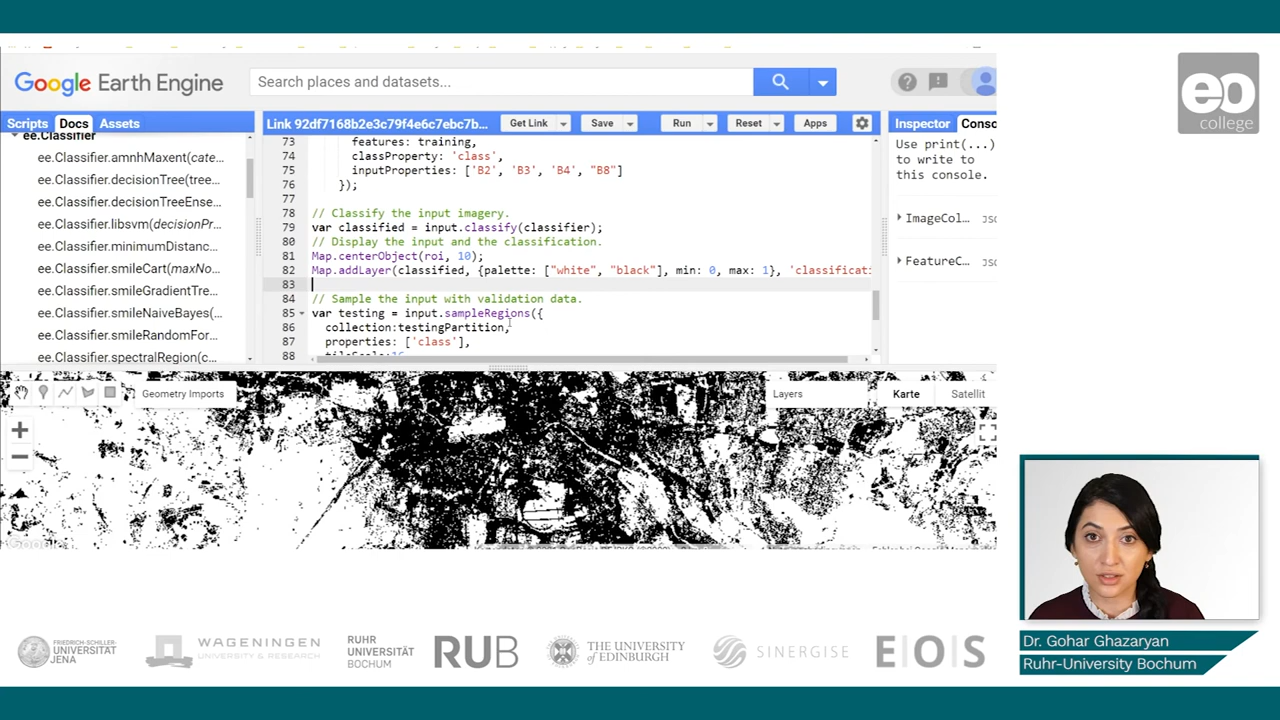 Google Earth Engine
Search places and datasets...
Scripts Docs Assets
Link 92df7168b2e3c79f4e6c7ebc7b...
Get Link Save Run Reset Apps
Inspector Conso
ee.Classifier
ee.Classifier.amnhMaxent(cate...
ee.Classifier.decisionTree(tree...
ee.Classifier.decisionTreeEnse...
ee.Classifier.libsvm(decisionPr...
ee.Classifier.minimumDistanc...
ee.Classifier.smileCart(maxNo...
ee.Classifier.smileGradientTre...
ee.Classifier.smileNaiveBayes(...
ee.Classifier.smileRandomFor...
ee.Classifier.spectralRegion(c...
73 features: training,
74 classProperty: 'class',
75 inputProperties: ['B2', 'B3', 'B4', "B8"]
76 });
77
78 // Classify the input imagery.
79 var classified = input.classify(classifier);
80 // Display the input and the classification.
81 Map.centerObject(roi, 10);
82 Map.addLayer(classified, {palette: ["white", "black"], min: 0, max: 1}, 'classificati
83
84 // Sample the input with validation data.
85 var testing = input.sampleRegions({
86 collection:testingPartition,
87 properties: ['class'],
88 tileScale:16
Use print(...)
to write to
this console.
ImageCol... JSO
FeatureC... JSO
Geometry Imports
Layers
Karte Satellit
Google
eo
college
Dr. Gohar Ghazaryan
Ruhr-University Bochum
FRIEDRICH-SCHILLER-
UNIVERSITÄT
JENA
WAGENINGEN
UNIVERSITY & RESEARCH
RUHR
UNIVERSITÄT
BOCHUM
RUB
THE UNIVERSITY
of EDINBURGH
SINERGISE
E|O|S